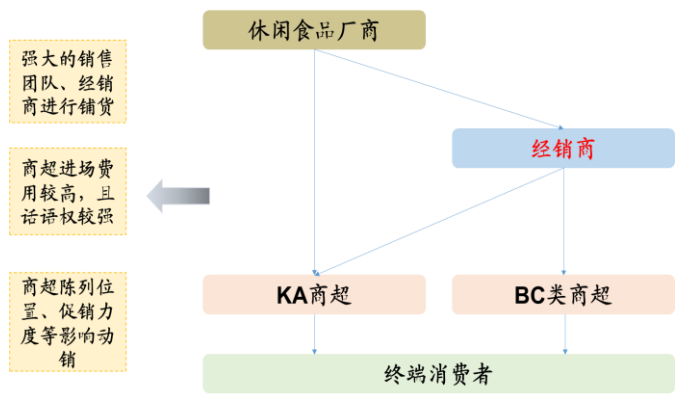 休闲食品厂商
强大的销售
团队、经销
商进行铺货
经销商
商超进场费
用较高，且
话语权较强
KA商超
BC类商超
商超陈列位
置、促销力
度等影响动
销
终端消费者